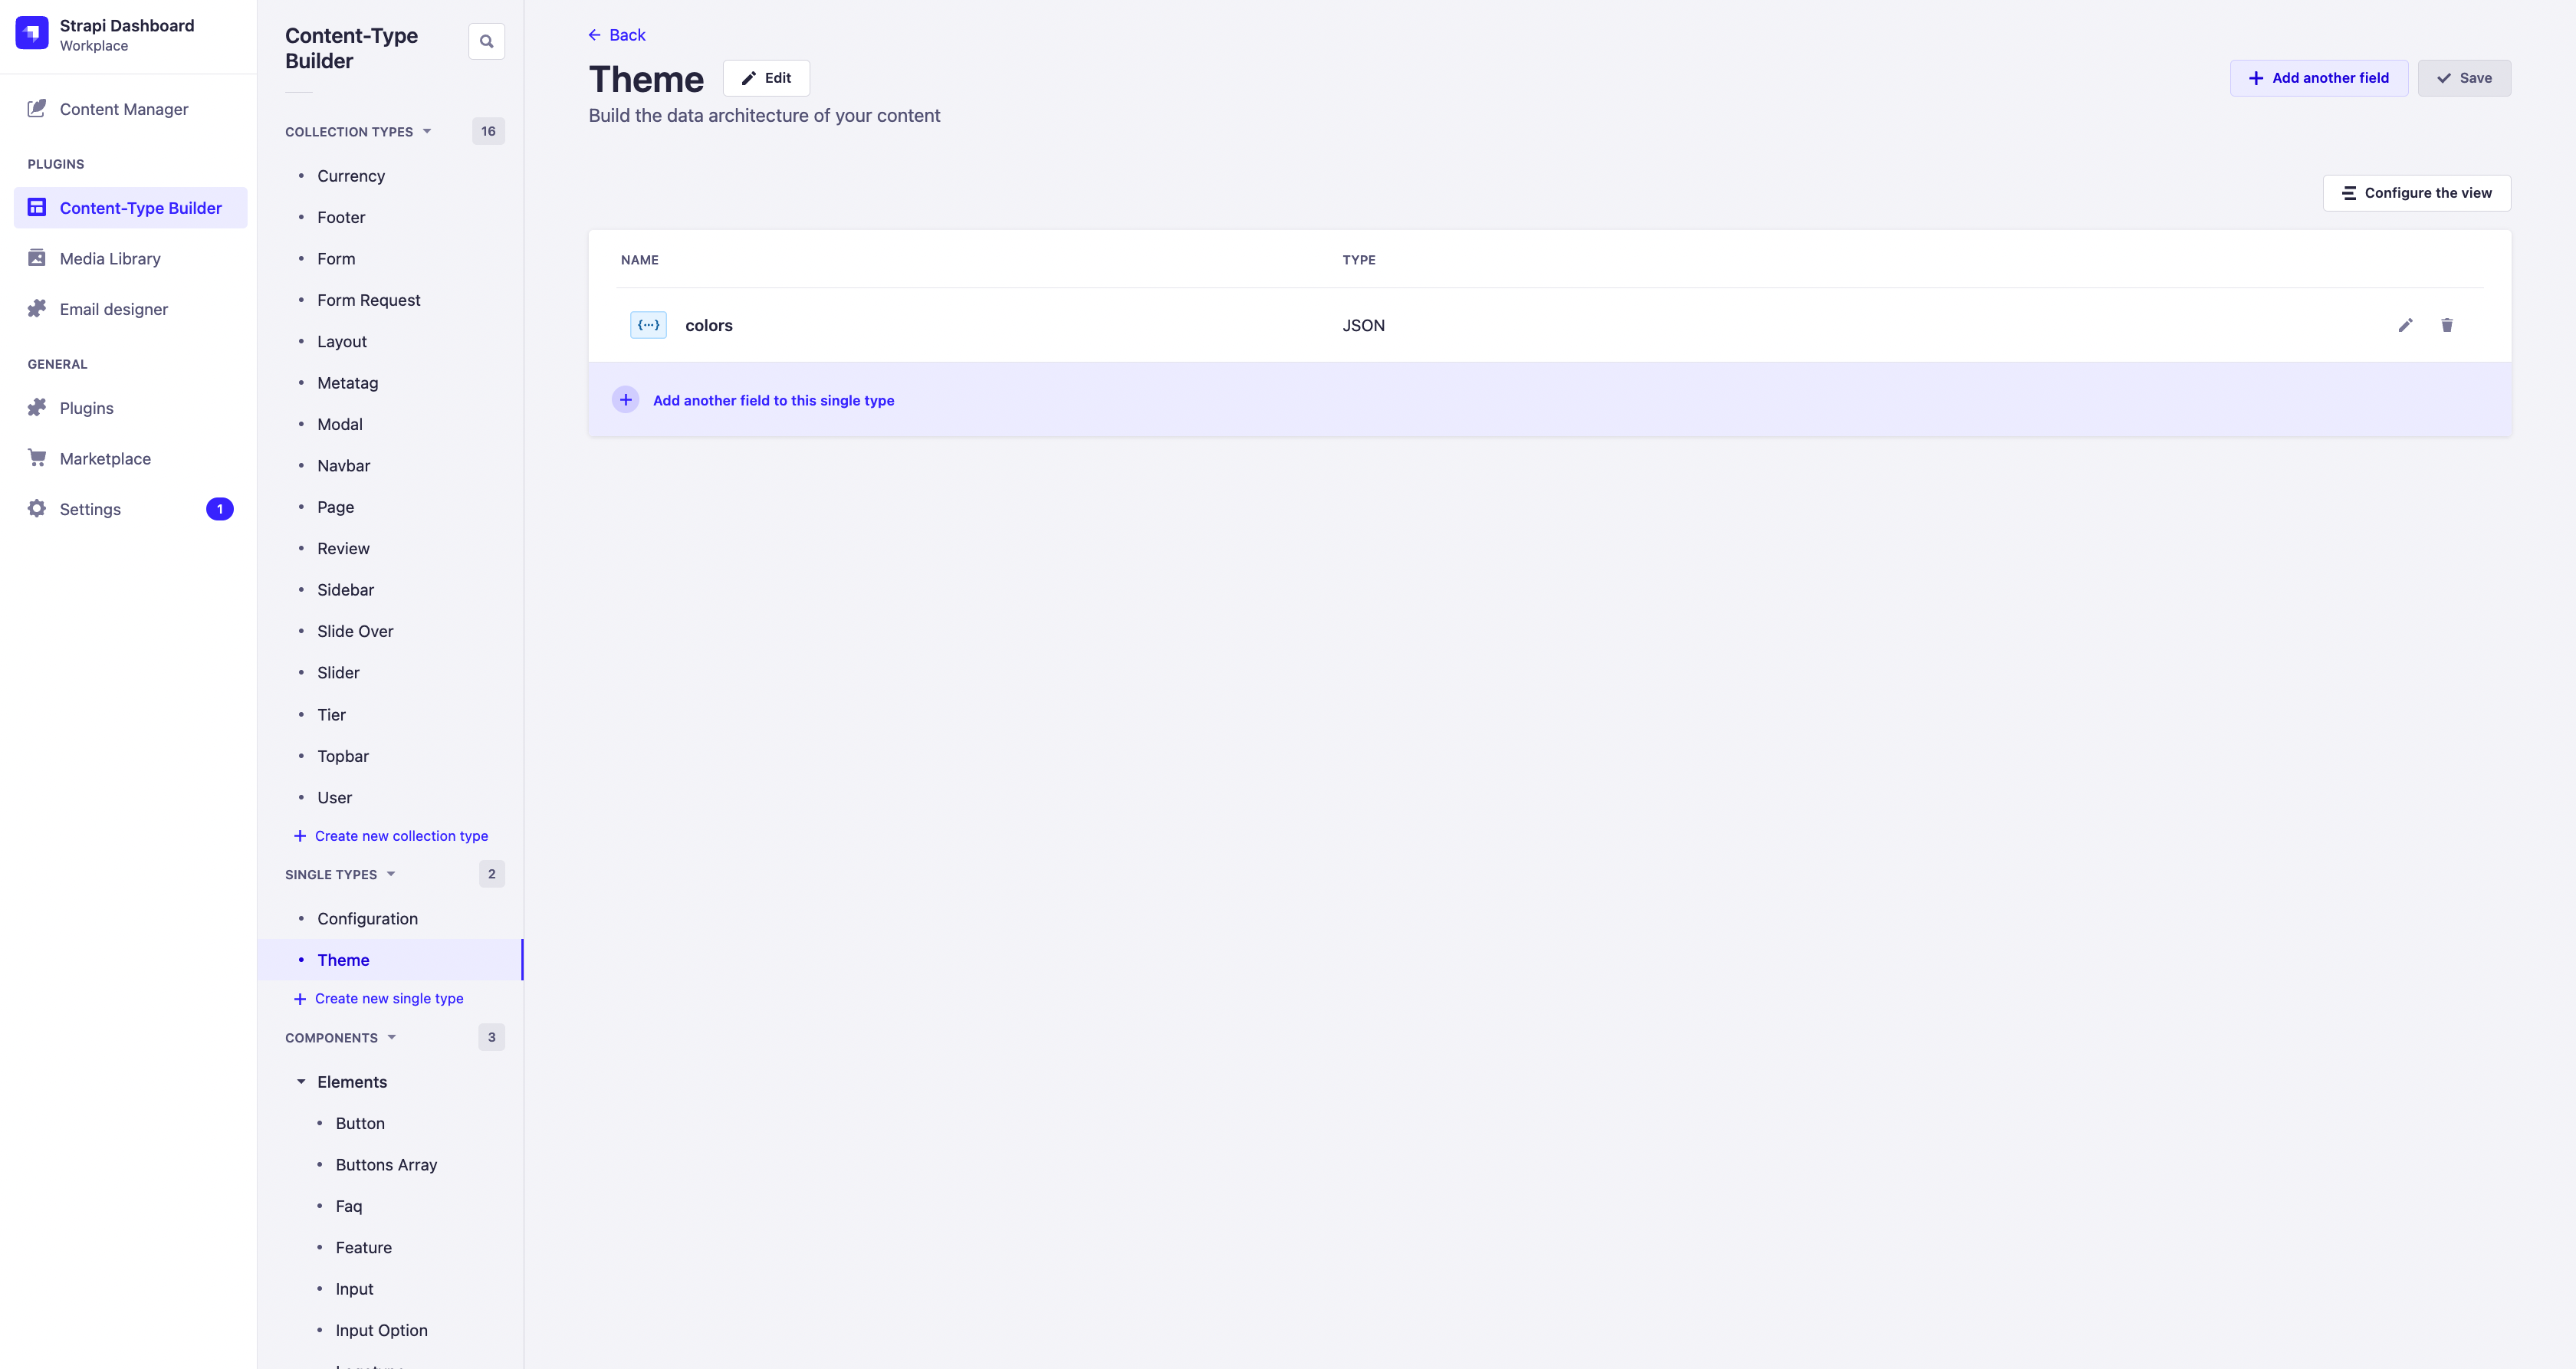 Strapi Dashboard
Workplace
Content Manager
PLUGINS
Content-Type Builder
Media Library
Email designer
GENERAL
Plugins
Marketplace
Settings
1
Content-Type
Builder
COLLECTION TYPES
16
Currency
Footer
Form
Form Request
Layout
Metatag
Modal
Navbar
Page
Review
Sidebar
Slide Over
Slider
Tier
Topbar
User
Create new collection type
SINGLE TYPES
2
Configuration
Theme
Create new single type
COMPONENTS
3
Elements
Button
Buttons Array
Faq
Feature
Input
Input Option
Back
Theme
Edit
Add another field
Save
Build the data architecture of your content
Configure the view
NAME TYPE
{···} colors JSON
Add another field to this single type